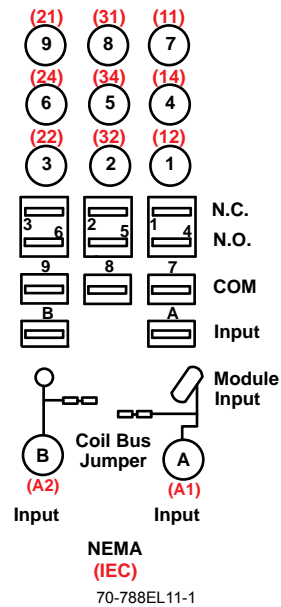 (21) (31) (11)
9 8 7
(24) (34) (14)
6 5 4
(22) (32) (12)
3 2 1
N.C.
3 6 2 5 1 4
N.O.
9 8 7
COM
B A
Input
Module
Input
Coil Bus
Jumper
B A
(A2) (A1)
Input Input
NEMA
(IEC)
70-788EL11-1